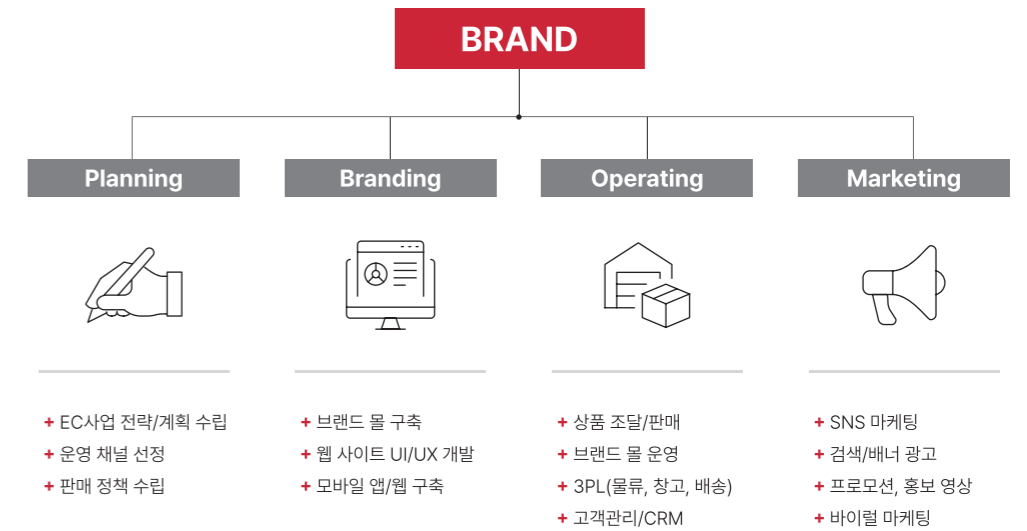 BRAND
Planning
Branding
Operating
Marketing
+ EC사업 전략/계획 수립
+ 운영 채널 선정
+ 판매 정책 수립
+ 브랜드 몰 구축
+ 웹 사이트 UI/UX 개발
+ 모바일 앱/웹 구축
+ 상품 조달/판매
+ 브랜드 몰 운영
+ 3PL(물류, 창고, 배송)
+ 고객관리/CRM
+ SNS 마케팅
+ 검색/배너 광고
+ 프로모션, 홍보 영상
+ 바이럴 마케팅